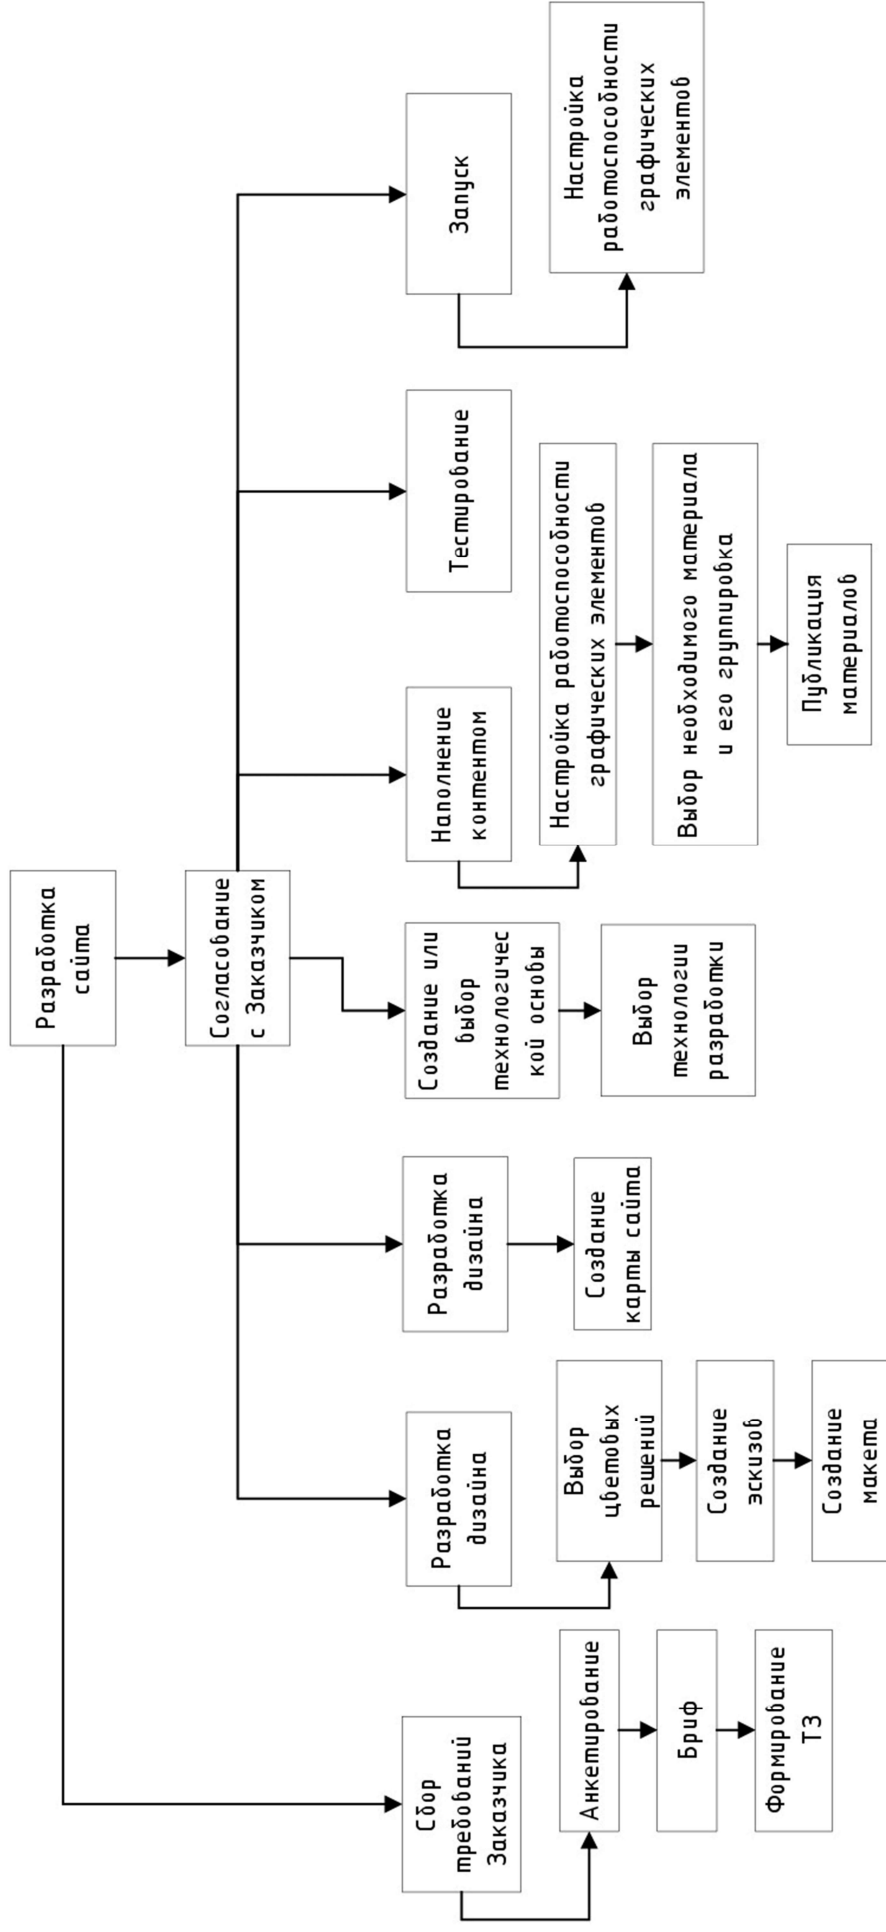 Разработка
сайта
Согласование
с Заказчиком
Сбор
требований
Заказчика
Анкетирование
Бриф
Формирование
ТЗ
Разработка
дизайна
Выбор
цветовых
решений
Создание
эскизов
Создание
макета
Разработка
дизайна
Создание
карты сайта
Создание или
выбор
технологичес
кой основы
Выбор
технологии
разработки
Наполнение
контентом
Настройка работоспособности
графических элементов
Выбор необходимого материала
и его группировка
Публикация
материалов
Тестирование
Запуск
Настройка
работоспособности
графических
элементов